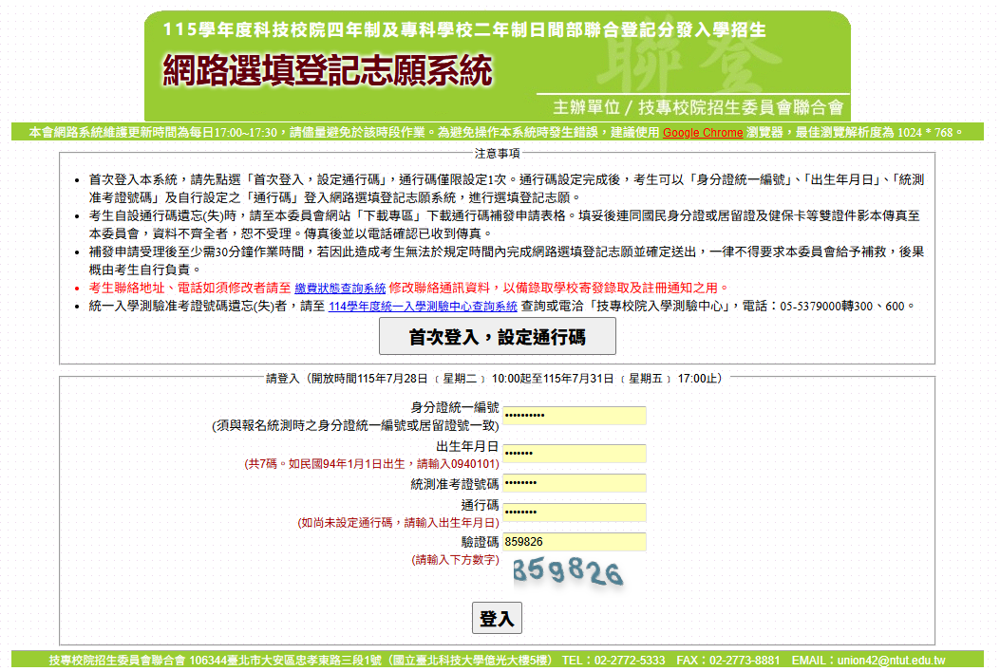 115學年度科技校院四年制及專科學校二年制日間部聯合登記分發入學招生
聯登
網路選填登記志願系統
主辦單位 / 技專校院招生委員會聯合會
本會網路系統維護更新時間為每日17:00~17:30，請儘量避免於該時段作業。為避免操作本系統時發生錯誤，建議使用 Google Chrome 瀏覽器，最佳瀏覽解析度為 1024 * 768。
注意事項
• 首次登入本系統，請先點選「首次登入，設定通行碼」，通行碼僅限設定1次。通行碼設定完成後，考生可以「身分證統一編號」、「出生年月日」、「統測
准考證號碼」及自行設定之「通行碼」登入網路選填登記志願系統，進行選填登記志願。
• 考生自設通行碼遺忘(失)時，請至本委員會網站「下載專區」下載通行碼補發申請表格。填妥後連同國民身分證或居留證及健保卡等雙證件影本傳真至
本委員會，資料不齊全者，恕不受理。傳真後並以電話確認已收到傳真。
• 補發申請受理後至少需30分鐘作業時間，若因此造成考生無法於規定時間內完成網路選填登記志願並確定送出，一律不得要求本委員會給予補救，後果
概由考生自行負責。
• 考生聯絡地址、電話如須修改者請至 繳費狀態查詢系統 修改聯絡通訊資料，以備錄取學校寄發錄取及註冊通知之用。
• 統一入學測驗准考證號碼遺忘(失)者，請至 114學年度統一入學測驗中心查詢系統 查詢或電洽「技專校院入學測驗中心」，電話：05-5379000轉300、600。
首次登入，設定通行碼
請登入（開放時間115年7月28日﹝星期二﹞10:00起至115年7月31日﹝星期五﹞17:00止）
身分證統一編號 ••••••••••
(須與報名統測時之身分證統一編號或居留證號一致)
出生年月日 •••••••
(共7碼。如民國94年1月1日出生，請輸入0940101)
統測准考證號碼 ••••••••
通行碼 ••••••••
(如尚未設定通行碼，請輸入出生年月日)
驗證碼 859826
(請輸入下方數字)
859826
登入
技專校院招生委員會聯合會 106344臺北市大安區忠孝東路三段1號（國立臺北科技大學億光大樓5樓） TEL：02-2772-5333　FAX：02-2773-8881　EMAIL：union42@ntut.edu.tw